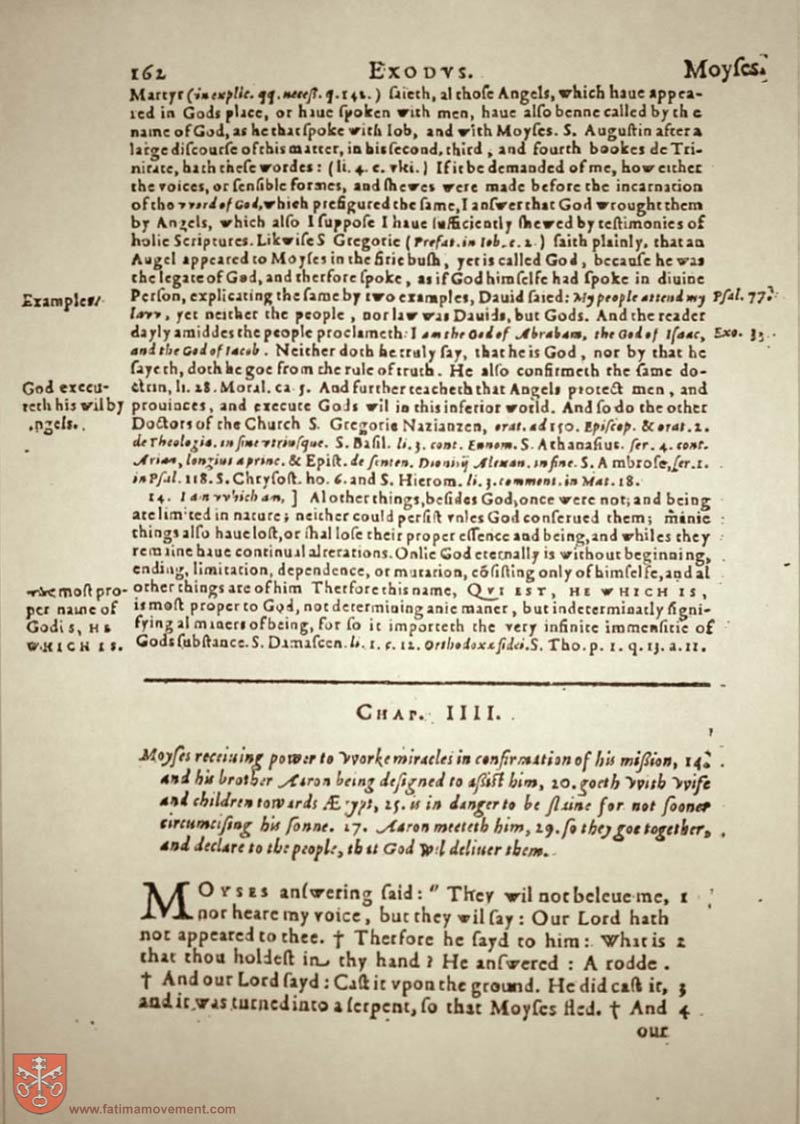 162 EXODVS. Moyſes.
Martyr (in explic. qq. neceſſ. q. 142.) ſaieth, al thoſe Angels, which haue appea-
red in Gods place, or haue ſpoken with men, haue alſo benne called by the
name of God, as he that ſpoke with Iob, and with Moyſes. S. Auguſtin after a
large diſcourſe of this matter, in his ſecond, third, and fourth bookes de Tri-
nitate, hath theſe wordes: (li. 4. c. vlti.) If it be demanded of me, how either
the voices, or ſenſible formes, and ſhewes were made before the incarnation
of the vvord of God, which prefigured the ſame, I anſwer that God wrought them
by Angels, which alſo I ſuppoſe I haue ſufficiently ſhewed by teſtimonies of
holie Scriptures. Likwiſe S Gregorie (Prefat. in Iob. c. 1.) ſaith plainly, that an
Angel appeared to Moyſes in the firie buſh, yet is called God, becauſe he was
the legate of God, and therfore ſpoke, as if God himſelfe had ſpoke in diuine
Examples. Perſon, explicating the ſame by two examples, Dauid ſaied: My people attend my Pſal. 77.
lavv, yet neither the people, nor law was Dauids, but Gods. And the reader
dayly amiddes the people proclameth: I am the God of Abraham, the God of Iſaac, Exo. 3.
and the God of Iacob. Neither doth he truly ſay, that he is God, nor by that he
ſayeth, doth he goe from the rule of truth. He alſo confirmeth the ſame do-
God execu- ctrin, li. 28. Moral. ca 5. And further teacheth that Angels protect men, and
teth his wil by prouinces, and execute Gods wil in this inferior world. And ſo do the other
Angels. Doctors of the Church S. Gregorie Nazianzen, orat. ad 150. Epiſcop. & orat. 2.
de Theologia. in fine vtriuſque. S. Baſil. li. 3. cont. Eunom. S. Athanaſius. ſer. 4. cont.
Arian, longius a princ. & Epiſt. de ſenten. Dioniſij Alexan. in fine. S. Ambroſe, ſer. 1.
in Pſal. 118. S. Chryſoſt. ho. 6. and S. Hierom. li. 3. comment. in Mat. 18.
14. I am vvhich am,] Al other things, beſides God, once were not; and being
are limited in nature; neither could perſiſt vnles God conſerued them; manie
things alſo haue loſt, or ſhal loſe their proper eſſence and being, and whiles they
remaine haue continual alterations. Onlie God eternally is without beginning,
ending, limitation, dependence, or mutation, cõſiſting only of himſelfe, and al
The moſt pro- other things are of him Therfore this name, QVI EST, HE WHICH IS,
per name of is moſt proper to God, not determining anie maner, but indeterminatly ſigni-
God is, HE fying al maners of being, for ſo it importeth the very infinite immenſitie of
WHICH IS. Gods ſubſtance. S. Damaſcen. li. 1. c. 12. Orthodoxæ fidei. S. Tho. p. 1. q. 13. a. 11.
CHAP. IIII.
Moyſes receiuing power to vvorke miracles in confirmation of his miſſion, 14.
and his brother Aaron being deſigned to aſſiſt him, 20. goeth vvith vvife
and children towards Ægypt, 25. is in danger to be ſlaine for not ſooner
circumciſing his ſonne. 27. Aaron meeteth him, 29. ſo they goe together,
and declare to the people, that God wil deliuer them.
MOYSES anſwering ſaid: " They wil not beleue me, 1
nor heare my voice, but they wil ſay: Our Lord hath
not appeared to thee. † Therfore he ſayd to him: What is 2
that thou holdeſt in thy hand? He anſwered: A rodde.
† And our Lord ſayd: Caſt it vpon the ground. He did caſt it, 3
and it was turned into a ſerpent, ſo that Moyſes fled. † And 4
our
www.fatimamovement.com